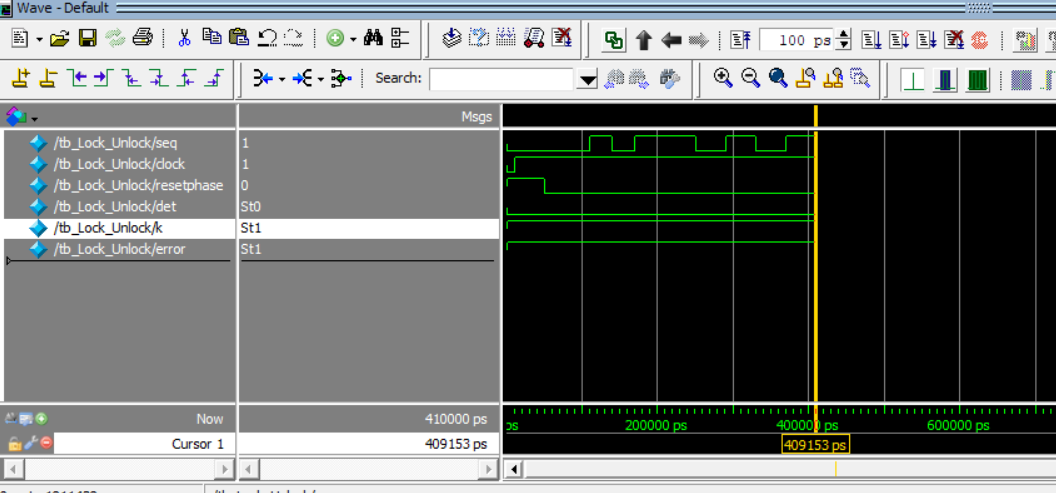 Wave - Default
100 ps
Search:
Msgs
/tb_Lock_Unlock/seq 1
/tb_Lock_Unlock/clock 1
/tb_Lock_Unlock/resetphase 0
/tb_Lock_Unlock/det St0
/tb_Lock_Unlock/k St1
/tb_Lock_Unlock/error St1
Now 410000 ps
ps 200000 ps 400000 ps 600000 ps
Cursor 1 409153 ps
409153 ps